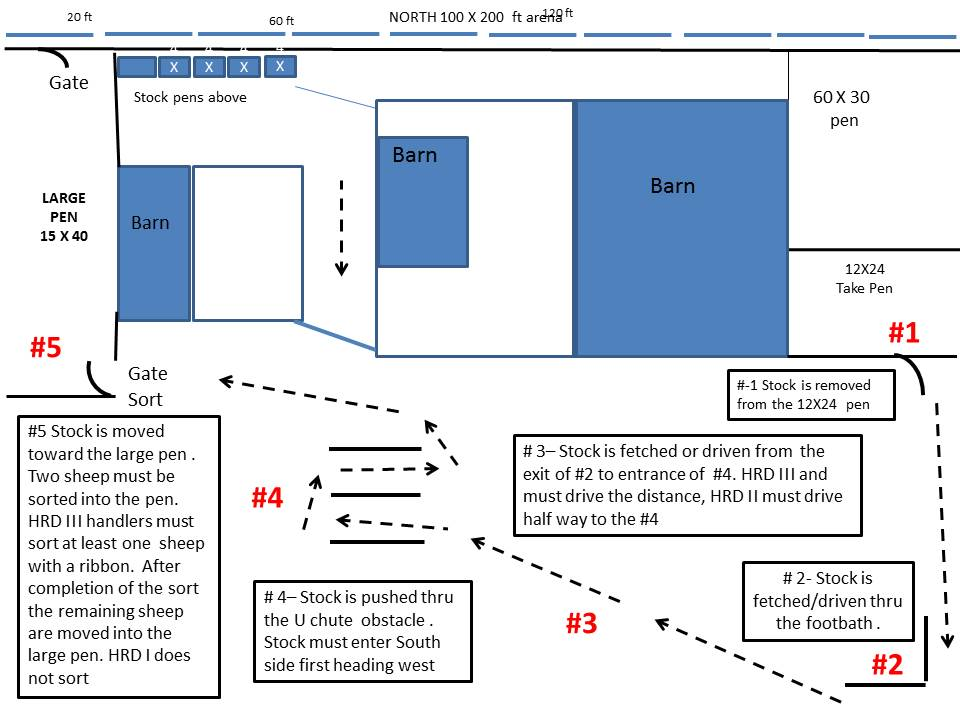 20 ft
60 ft
NORTH 100 X 200 ft arena
120 ft
Gate
X
X
X
X
Stock pens above
60 X 30
pen
Barn
Barn
LARGE
PEN
15 X 40
Barn
12X24
Take Pen
#1
#5
Gate
Sort
#-1 Stock is removed
from the 12X24 pen
#5 Stock is moved
toward the large pen .
Two sheep must be
sorted into the pen.
HRD III handlers must
sort at least one sheep
with a ribbon. After
completion of the sort
the remaining sheep
are moved into the
large pen. HRD I does
not sort
# 3– Stock is fetched or driven from the
exit of #2 to entrance of #4. HRD III and
must drive the distance, HRD II must drive
half way to the #4
#4
# 4– Stock is pushed thru
the U chute obstacle .
Stock must enter South
side first heading west
#3
# 2- Stock is
fetched/driven thru
the footbath .
#2